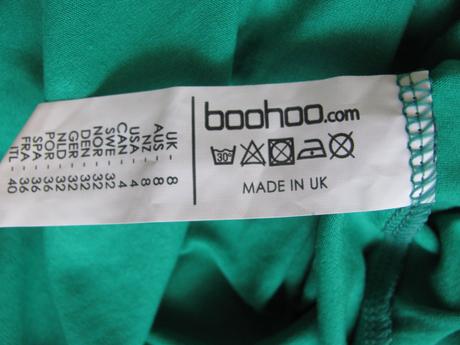 boohoo.com
30°
MADE IN UK
UK - 8
AUS - 8
NZ - 8
USA - 4
CAN - 4
SWE - 32
NOR - 32
DEN - 32
GER - 32
NLD - 32
POR - 36
SPA - 36
FRA - 36
ITL - 40